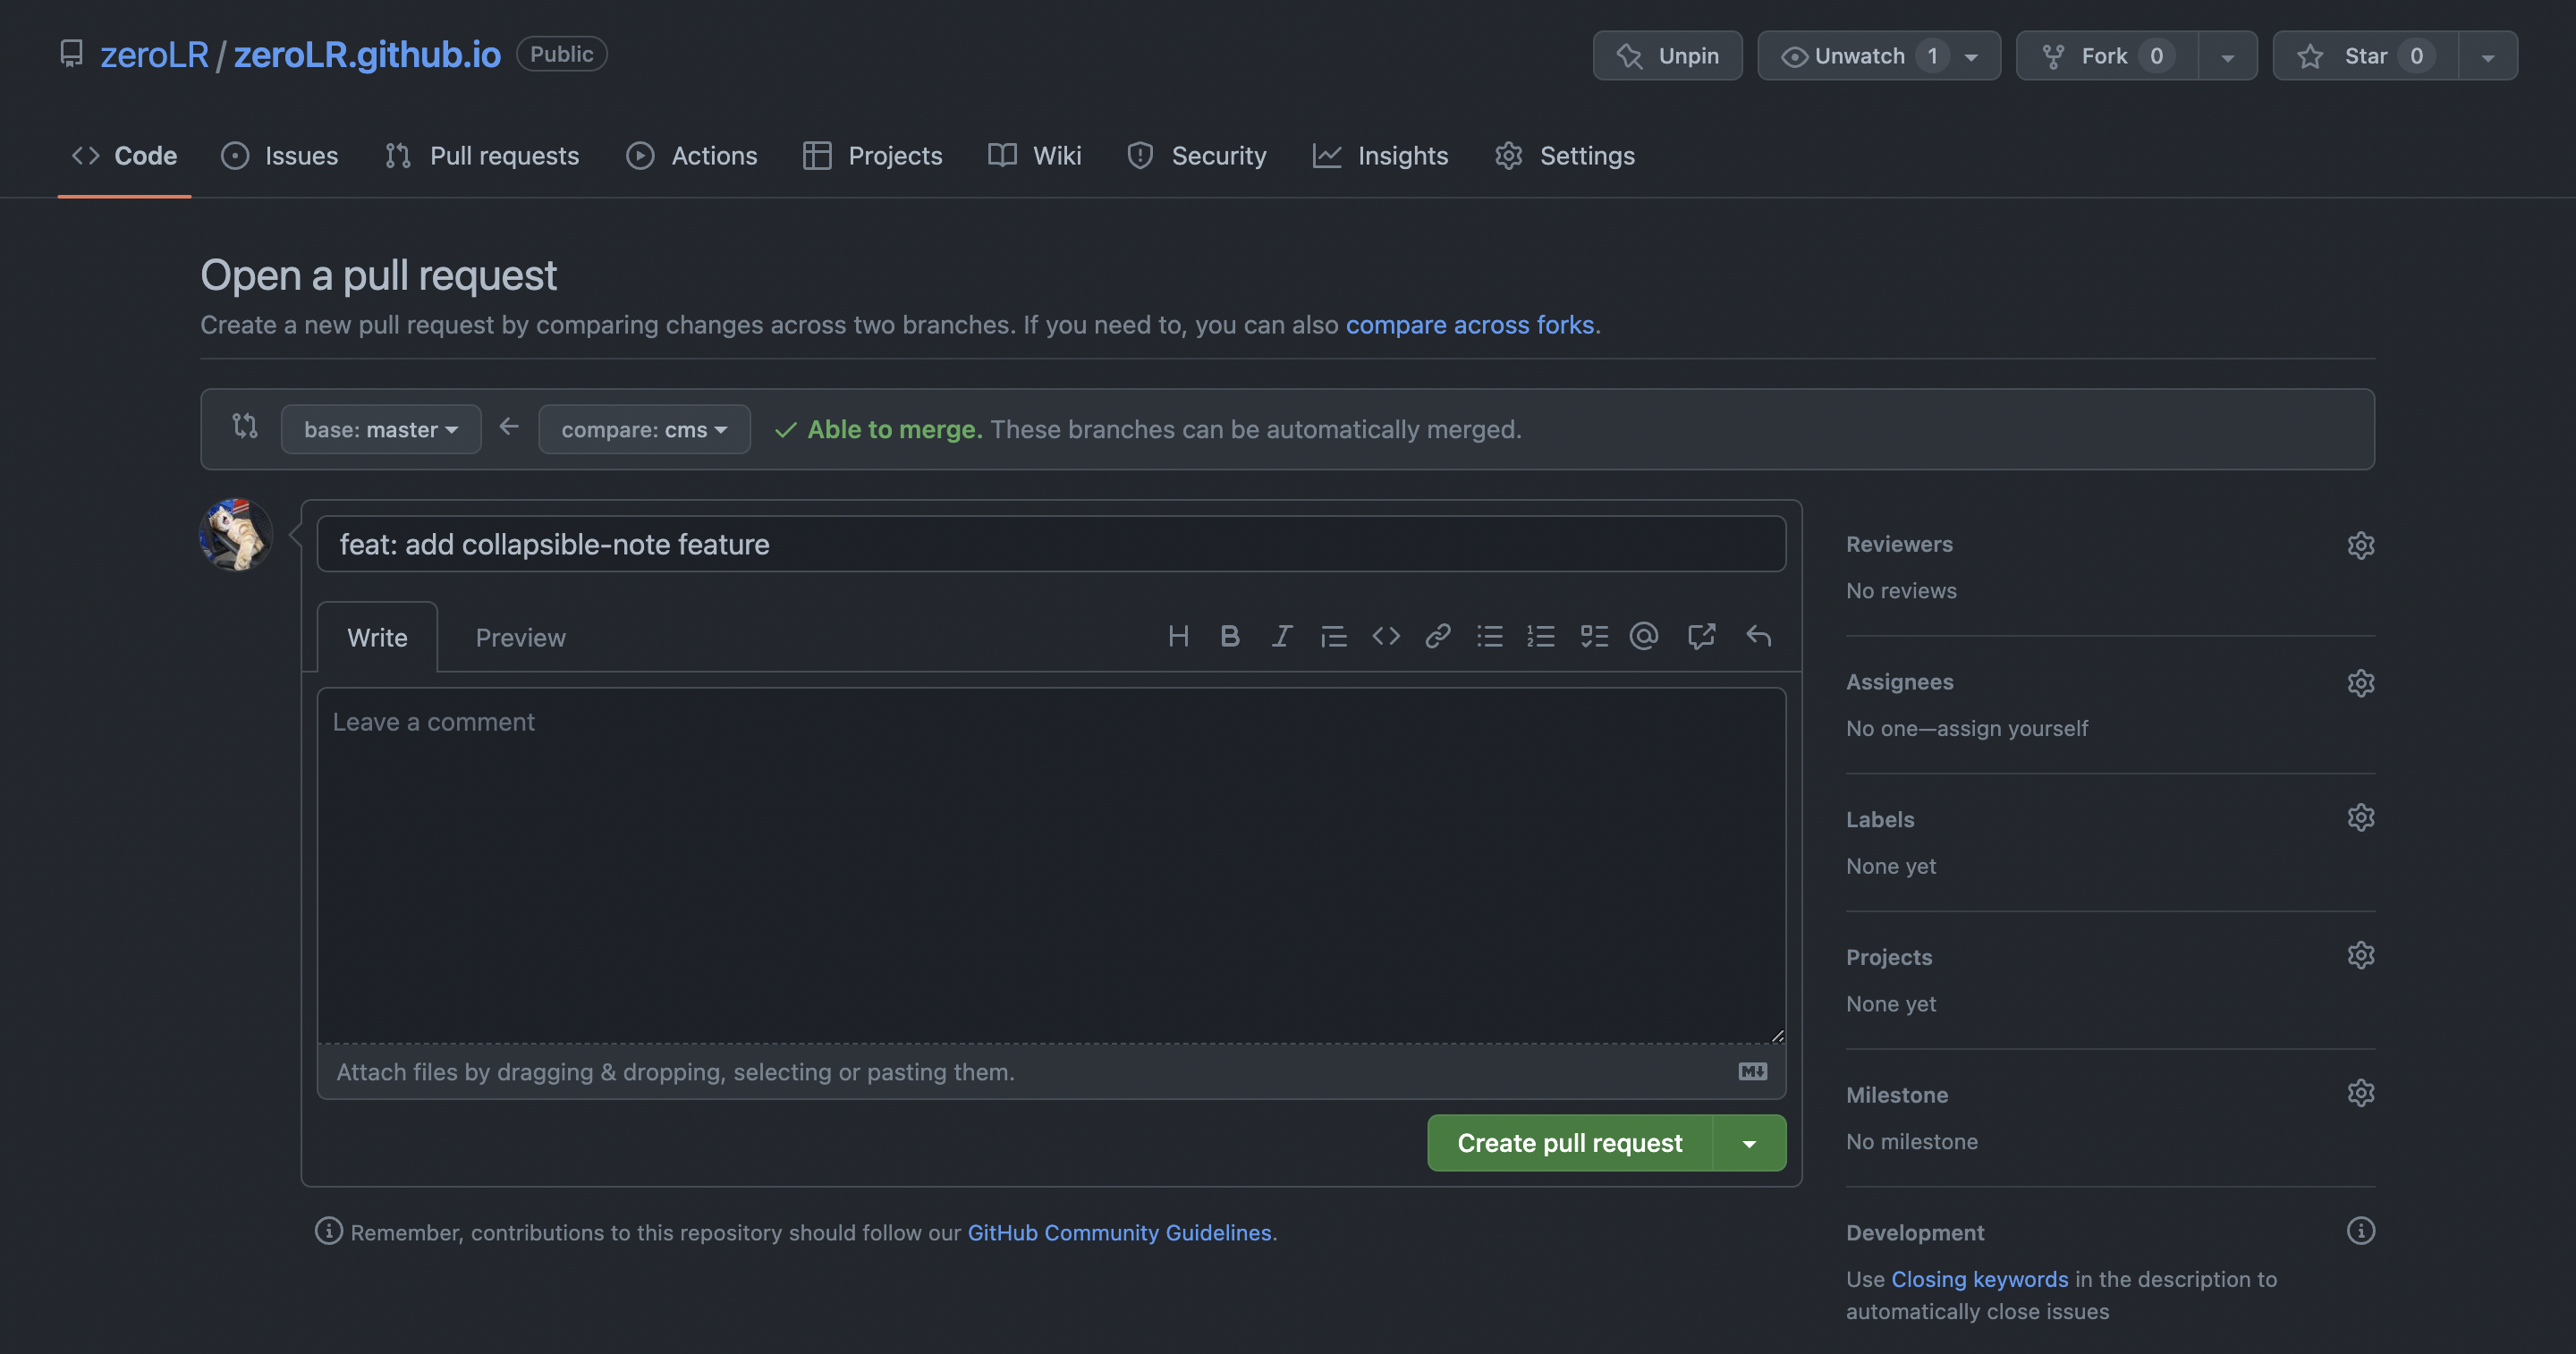 zeroLR / zeroLR.github.io Public
Unpin
Unwatch 1
Fork 0
Star 0
Code
Issues
Pull requests
Actions
Projects
Wiki
Security
Insights
Settings
Open a pull request
Create a new pull request by comparing changes across two branches. If you need to, you can also compare across forks.
base: master
compare: cms
Able to merge. These branches can be automatically merged.
feat: add collapsible-note feature
Write
Preview
Leave a comment
Attach files by dragging & dropping, selecting or pasting them.
Create pull request
Remember, contributions to this repository should follow our GitHub Community Guidelines.
Reviewers
No reviews
Assignees
No one—assign yourself
Labels
None yet
Projects
None yet
Milestone
No milestone
Development
Use Closing keywords in the description to
automatically close issues